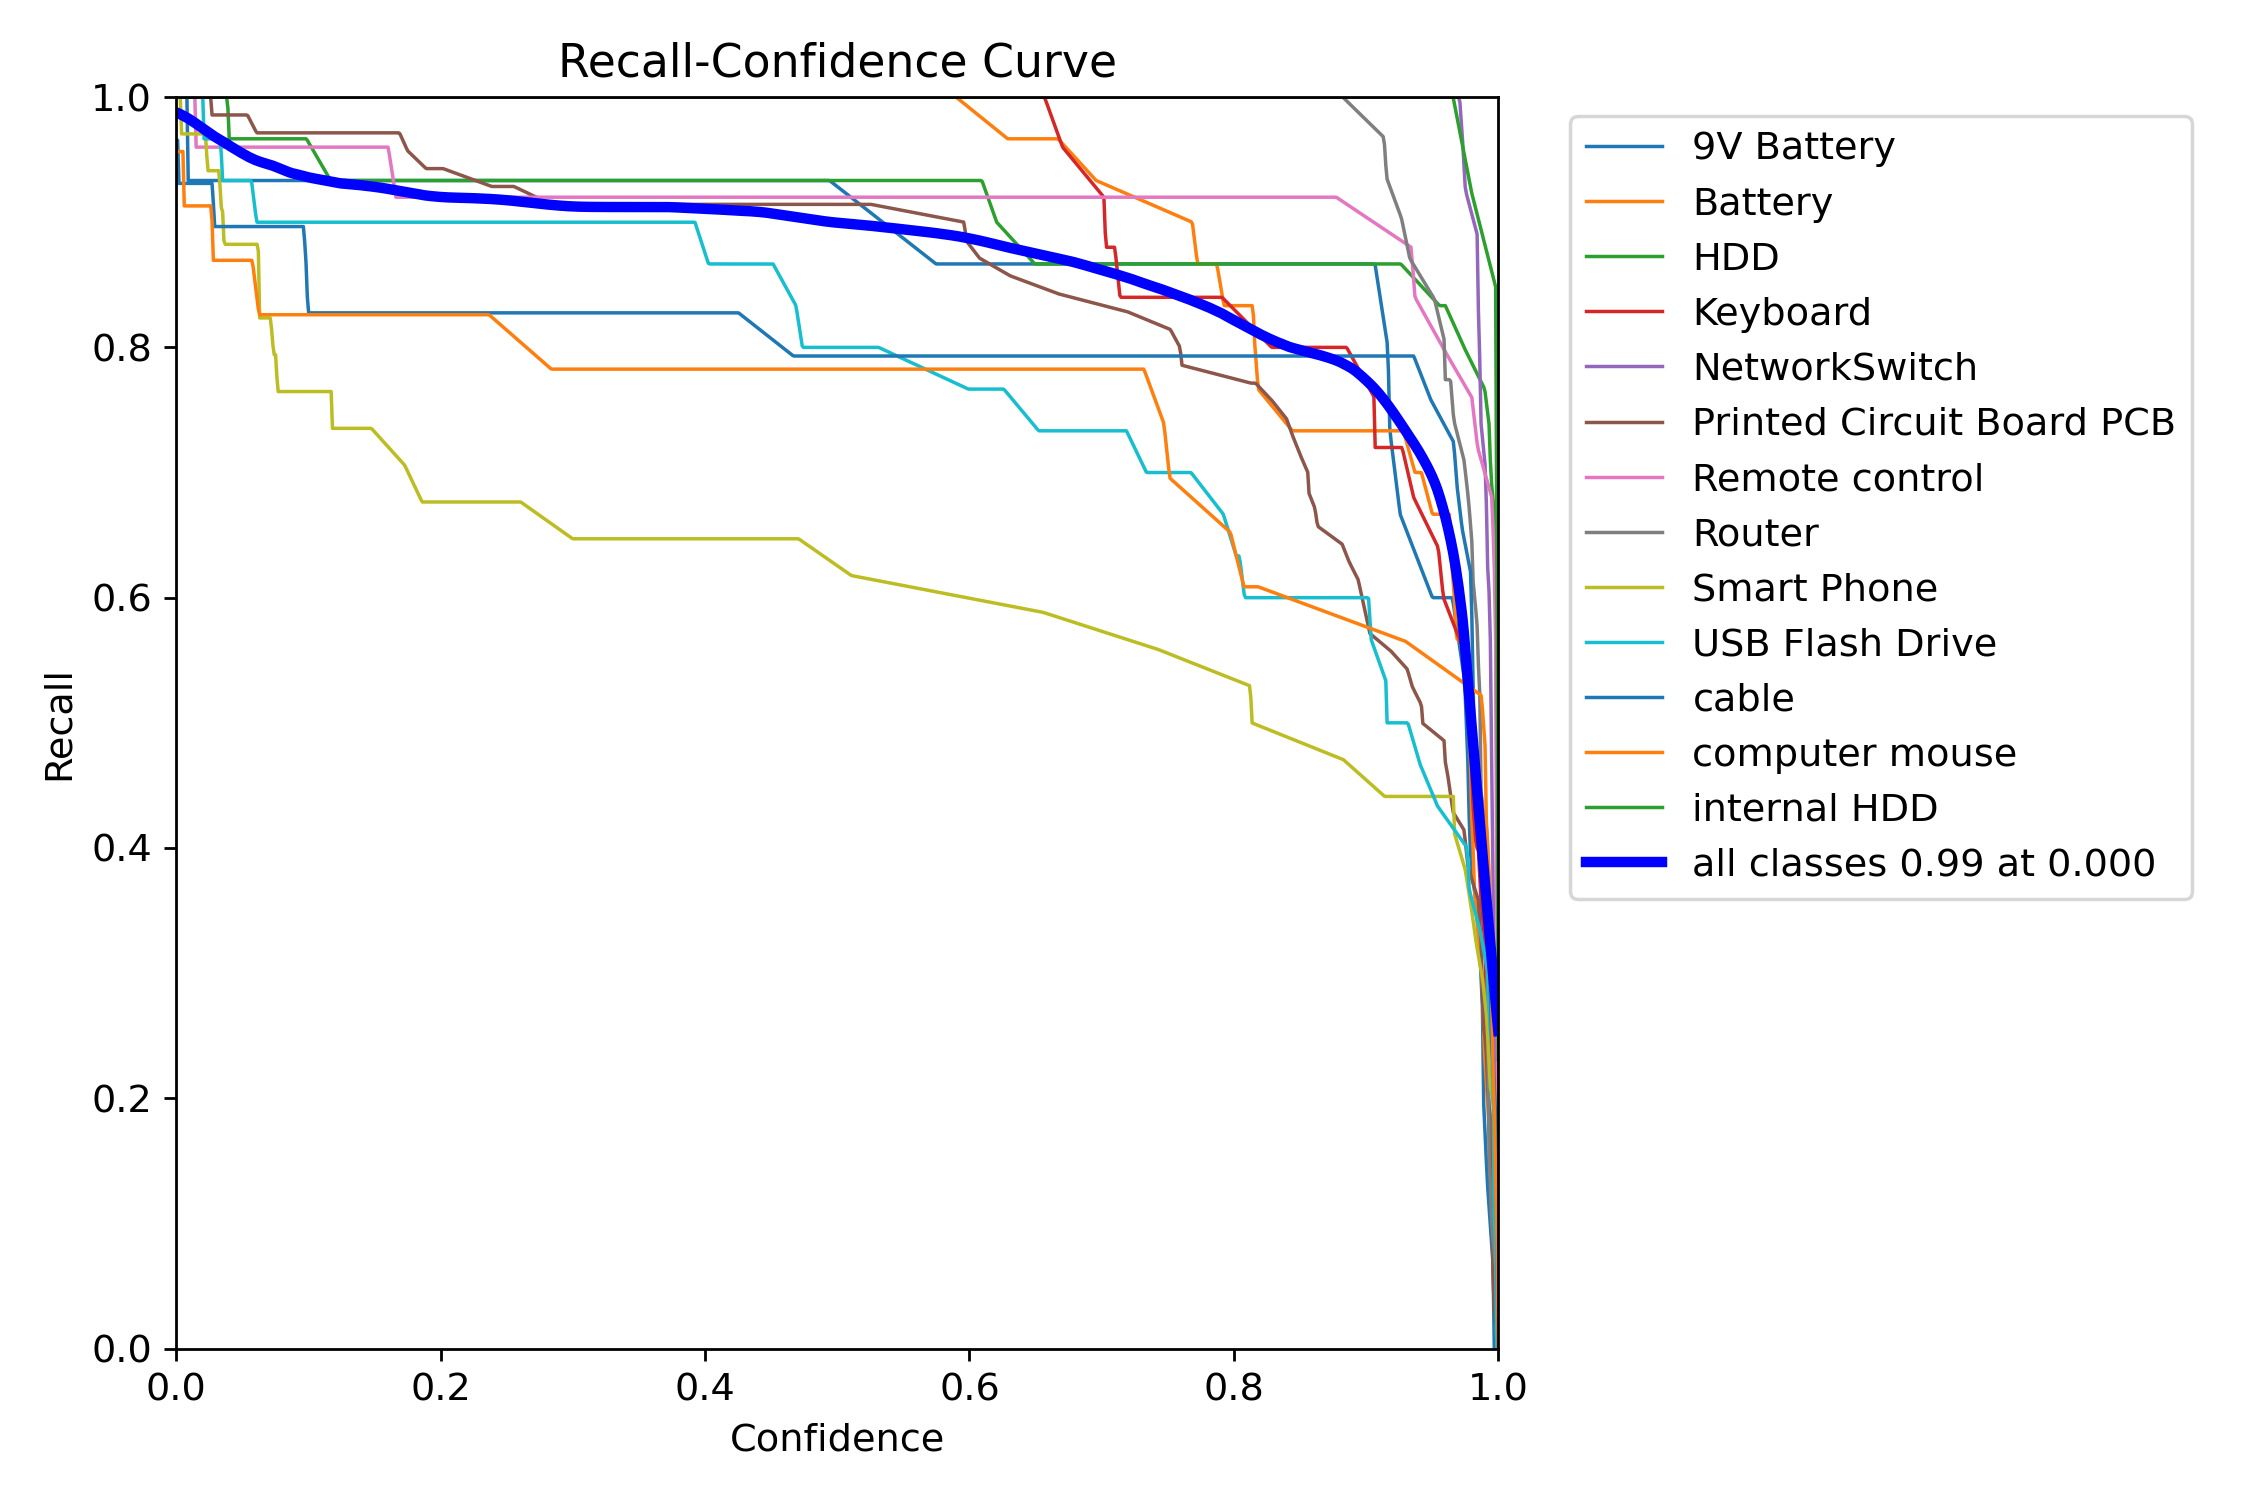 Recall-Confidence Curve
1.0
0.8
0.6
0.4
0.2
0.0
Recall
0.0 0.2 0.4 0.6 0.8 1.0
Confidence
9V Battery
Battery
HDD
Keyboard
NetworkSwitch
Printed Circuit Board PCB
Remote control
Router
Smart Phone
USB Flash Drive
cable
computer mouse
internal HDD
all classes 0.99 at 0.000